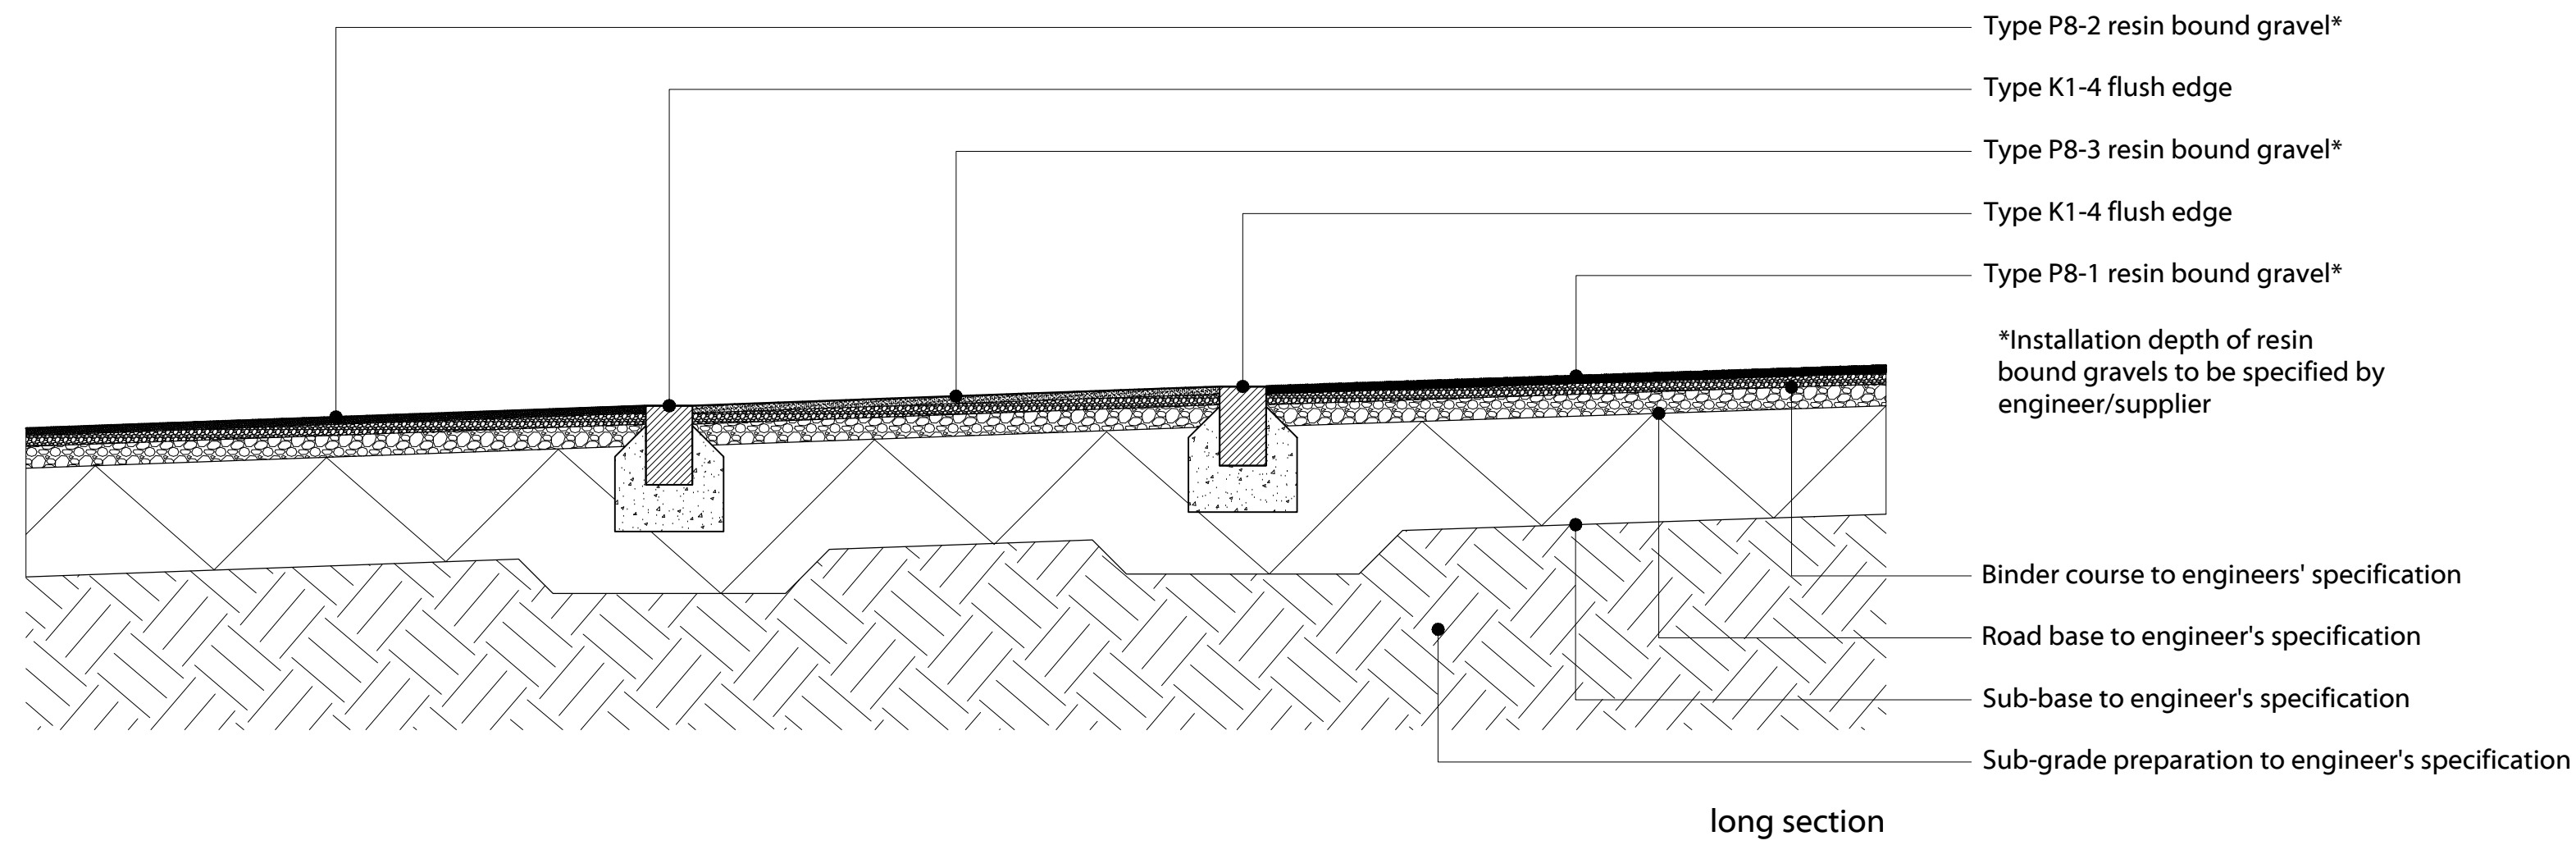 Type P8-2 resin bound gravel*
Type K1-4 flush edge
Type P8-3 resin bound gravel*
Type K1-4 flush edge
Type P8-1 resin bound gravel*
*Installation depth of resin
bound gravels to be specified by
engineer/supplier
Binder course to engineers' specification
Road base to engineer's specification
Sub-base to engineer's specification
Sub-grade preparation to engineer's specification
long section